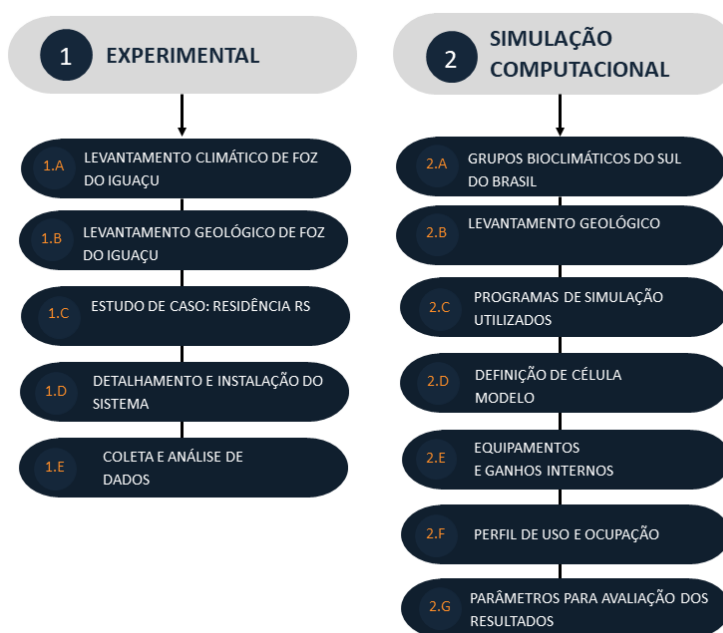 1 EXPERIMENTAL
1.A LEVANTAMENTO CLIMÁTICO DE FOZ
DO IGUAÇU
1.B LEVANTAMENTO GEOLÓGICO DE FOZ
DO IGUAÇU
1.C ESTUDO DE CASO: RESIDÊNCIA RS
1.D DETALHAMENTO E INSTALAÇÃO DO
SISTEMA
1.E COLETA E ANÁLISE DE
DADOS
2 SIMULAÇÃO
COMPUTACIONAL
2.A GRUPOS BIOCLIMÁTICOS DO SUL
DO BRASIL
2.B LEVANTAMENTO GEOLÓGICO
2.C PROGRAMAS DE SIMULAÇÃO
UTILIZADOS
2.D DEFINIÇÃO DE CÉLULA
MODELO
2.E EQUIPAMENTOS
E GANHOS INTERNOS
2.F PERFIL DE USO E OCUPAÇÃO
2.G PARÂMETROS PARA AVALIAÇÃO DOS
RESULTADOS